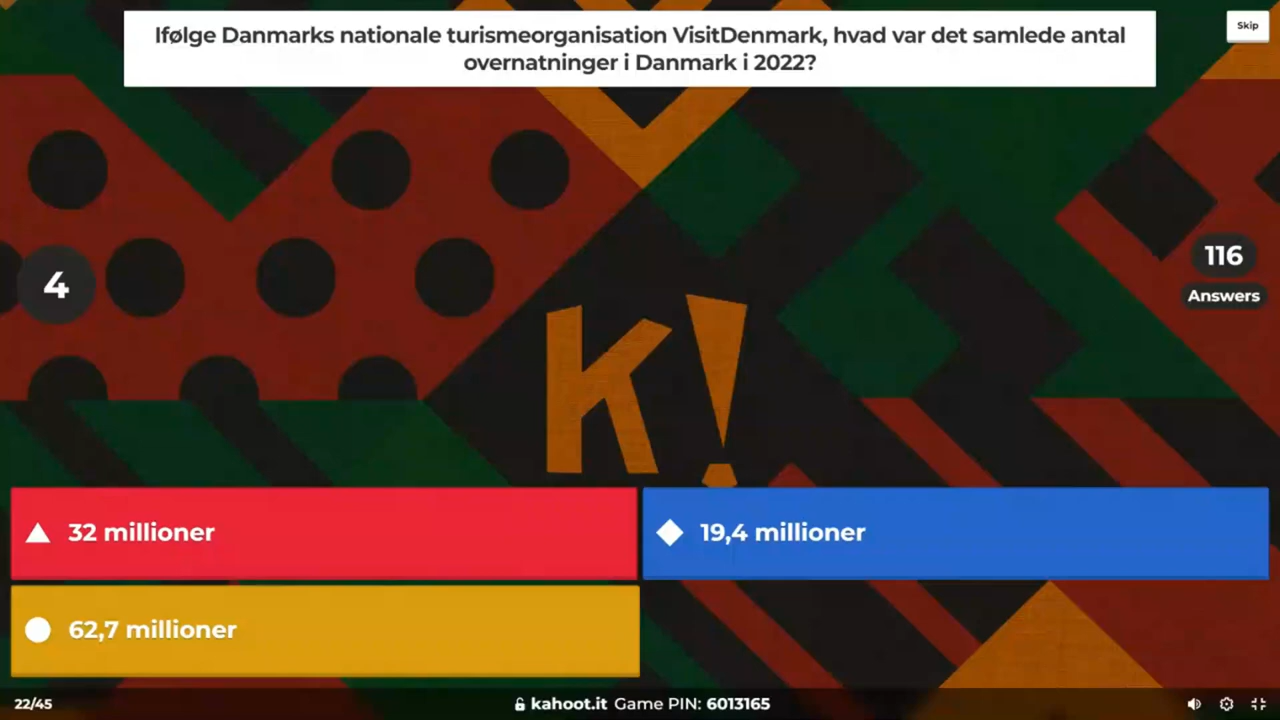 Ifølge Danmarks nationale turismeorganisation VisitDenmark, hvad var det samlede antal
overnatninger i Danmark i 2022?
Skip
4
116
Answers
K!
32 millioner
19,4 millioner
62,7 millioner
22/45
kahoot.it Game PIN: 6013165